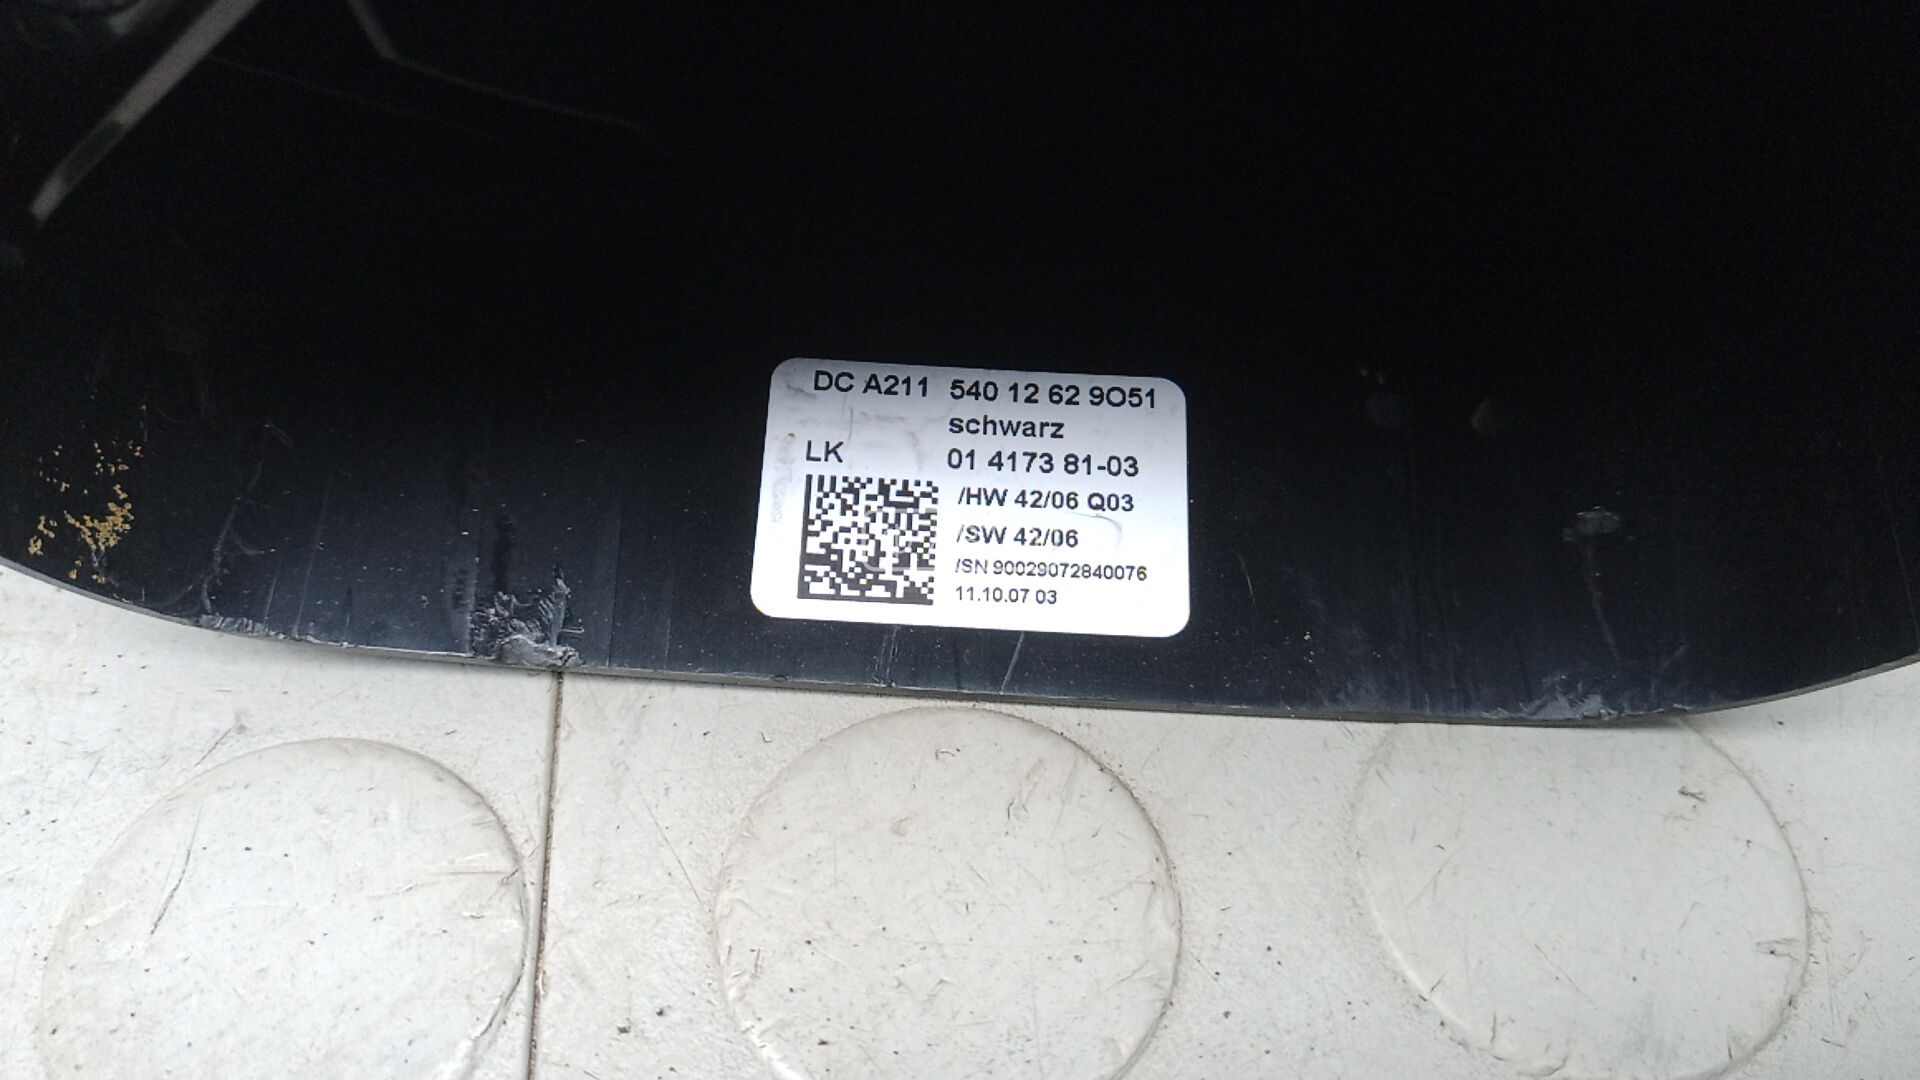 DC A211 540 12 62 9O51
schwarz
LK 01 4173 81-03
/HW 42/06 Q03
/SW 42/06
/SN 90029072840076
11.10.07 03